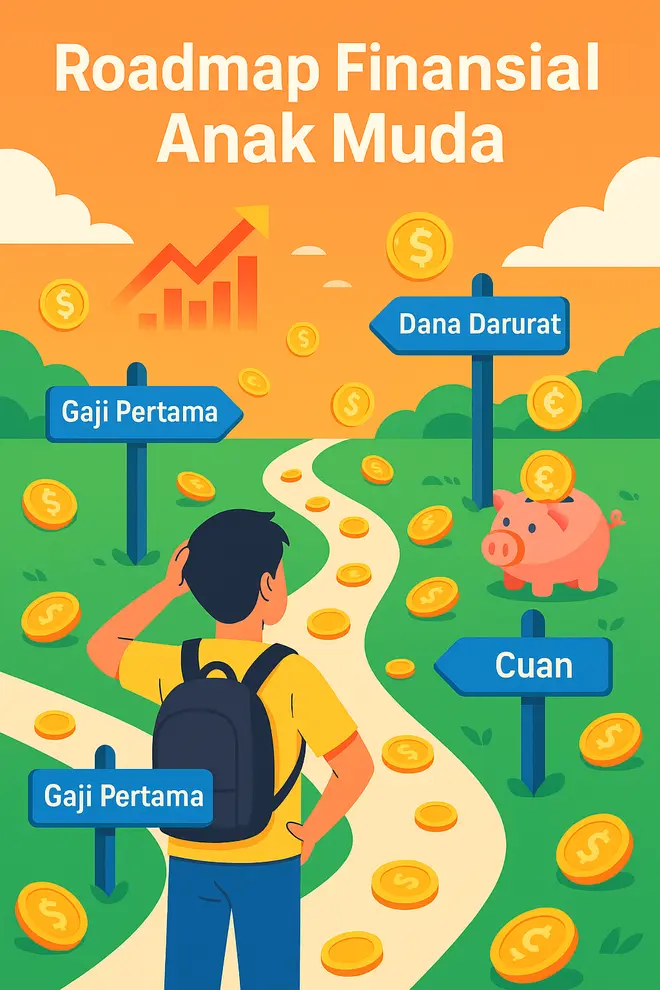 Roadmap Finansial
Anak Muda
Dana Darurat
Gaji Pertama
Cuan
Gaji Pertama